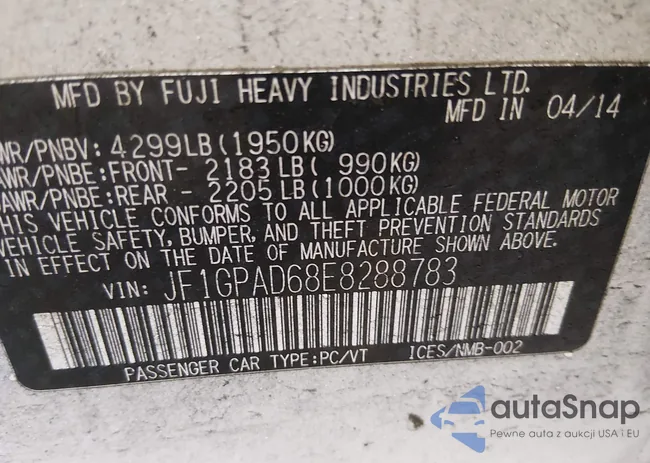 MFD BY FUJI HEAVY INDUSTRIES LTD.
MFD IN 04/14
WR/PNBV: 4299LB(1950KG)
AWR/PNBE:FRONT- 2183LB( 990KG)
AWR/PNBE:REAR - 2205LB(1000KG)
THIS VEHICLE CONFORMS TO ALL APPLICABLE FEDERAL MOTOR
VEHICLE SAFETY, BUMPER, AND THEFT PREVENTION STANDARDS
IN EFFECT ON THE DATE OF MANUFACTURE SHOWN ABOVE.
VIN: JF1GPAD68E8288783
PASSENGER CAR TYPE:PC/VT ICES/NMB-002
autaSnap
Pewne auta z aukcji USA i EU